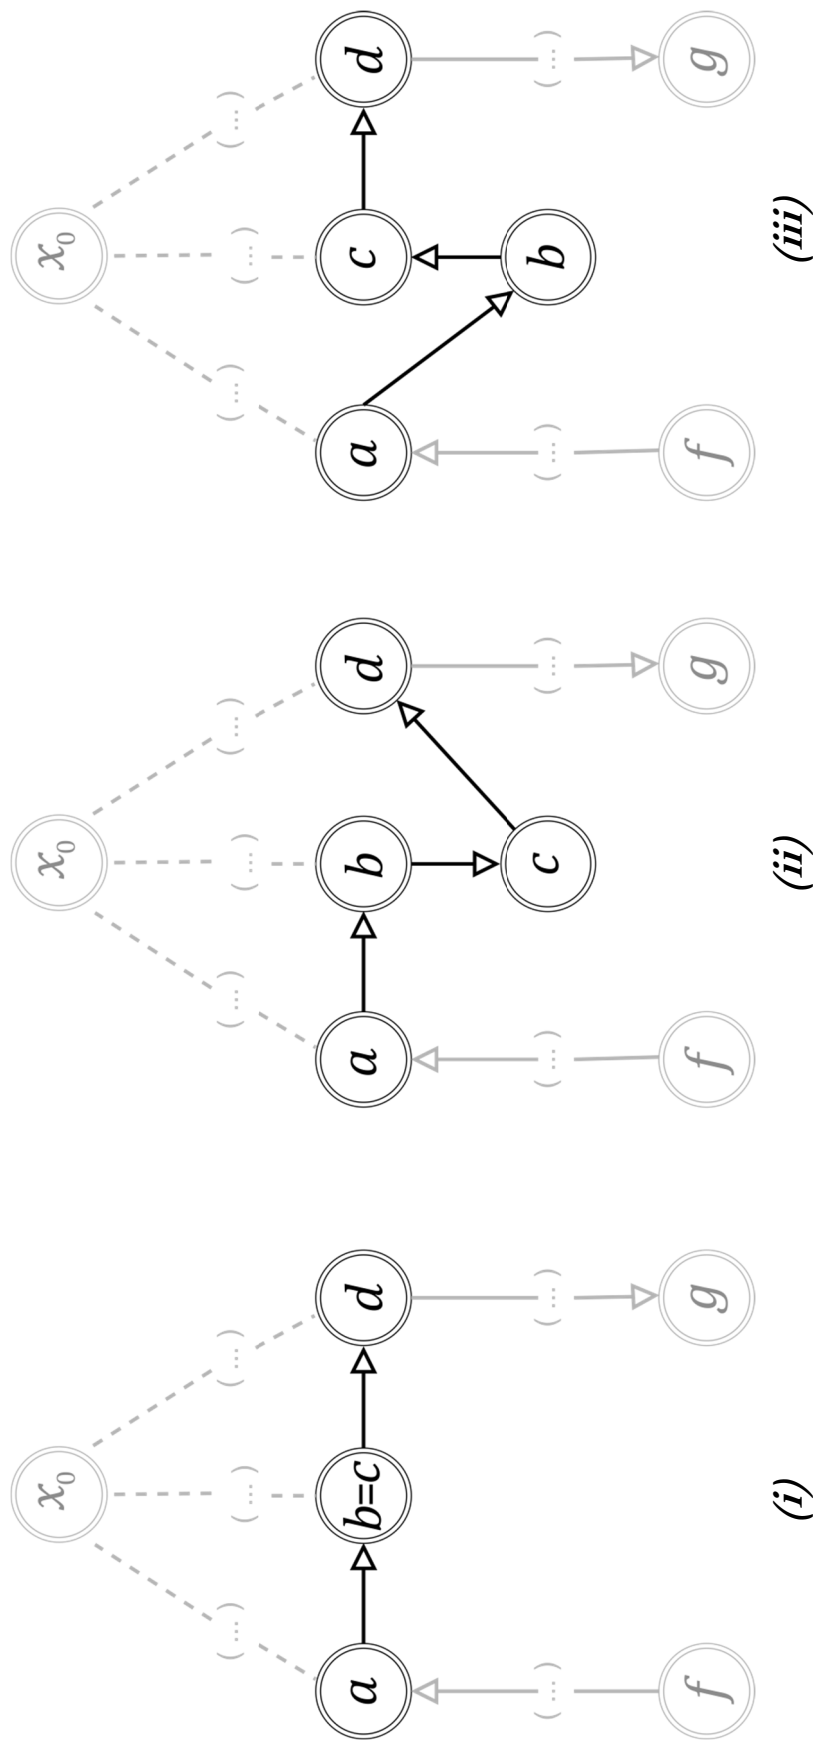 x₀ x₀ x₀
(...) (...) (...) (...) (...) (...) (...) (...) (...)
a b=c d a b d a c d
(...) (...) (...) c (...) (...) b (...)
f g f g f g
(i) (ii) (iii)